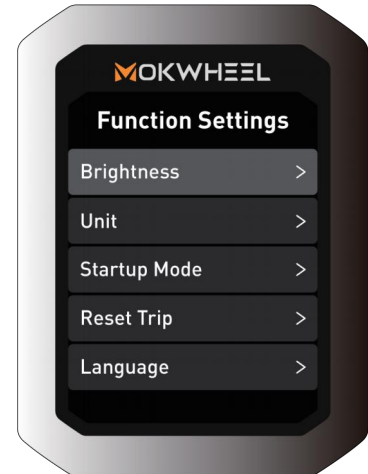 MOKWHEEL
Function Settings
Brightness >
Unit >
Startup Mode >
Reset Trip >
Language >